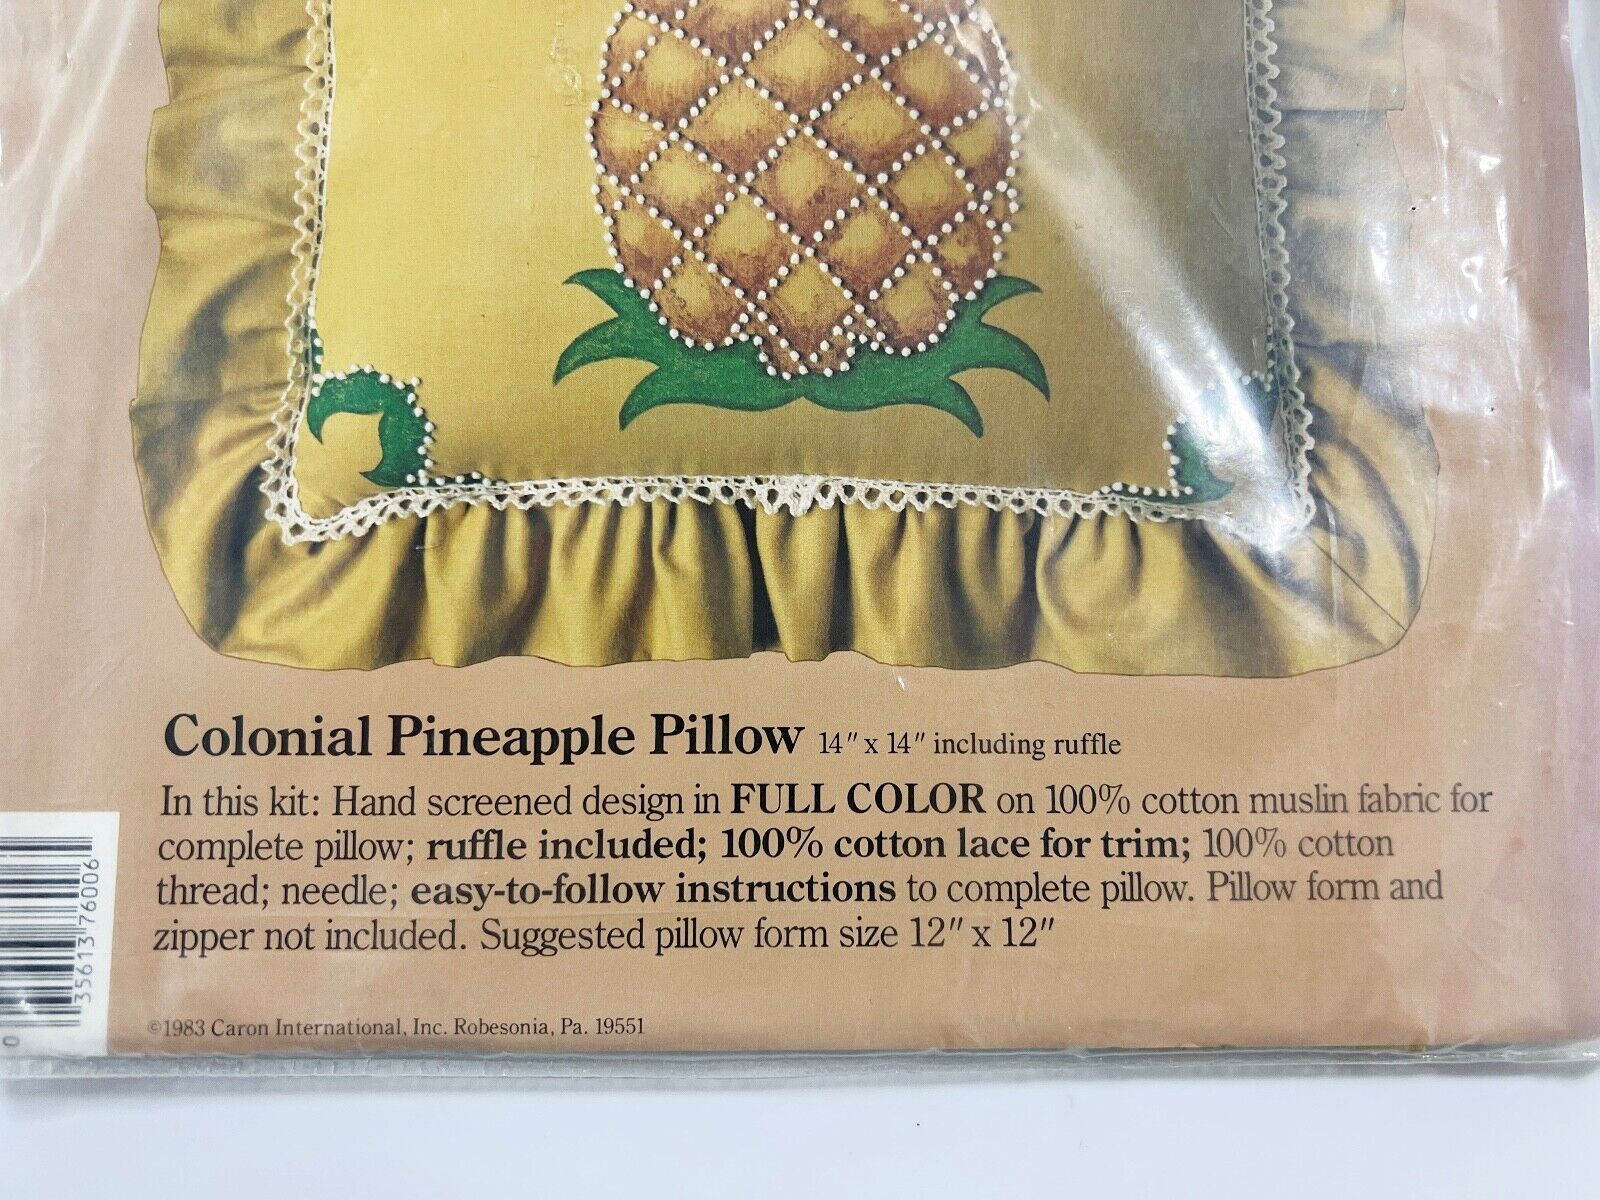 Colonial Pineapple Pillow 14" x 14" including ruffle
In this kit: Hand screened design in FULL COLOR on 100% cotton muslin fabric for
complete pillow; ruffle included; 100% cotton lace for trim; 100% cotton
thread; needle; easy-to-follow instructions to complete pillow. Pillow form and
zipper not included. Suggested pillow form size 12" x 12"
©1983 Caron International, Inc. Robesonia, Pa. 19551
0 35613 76006